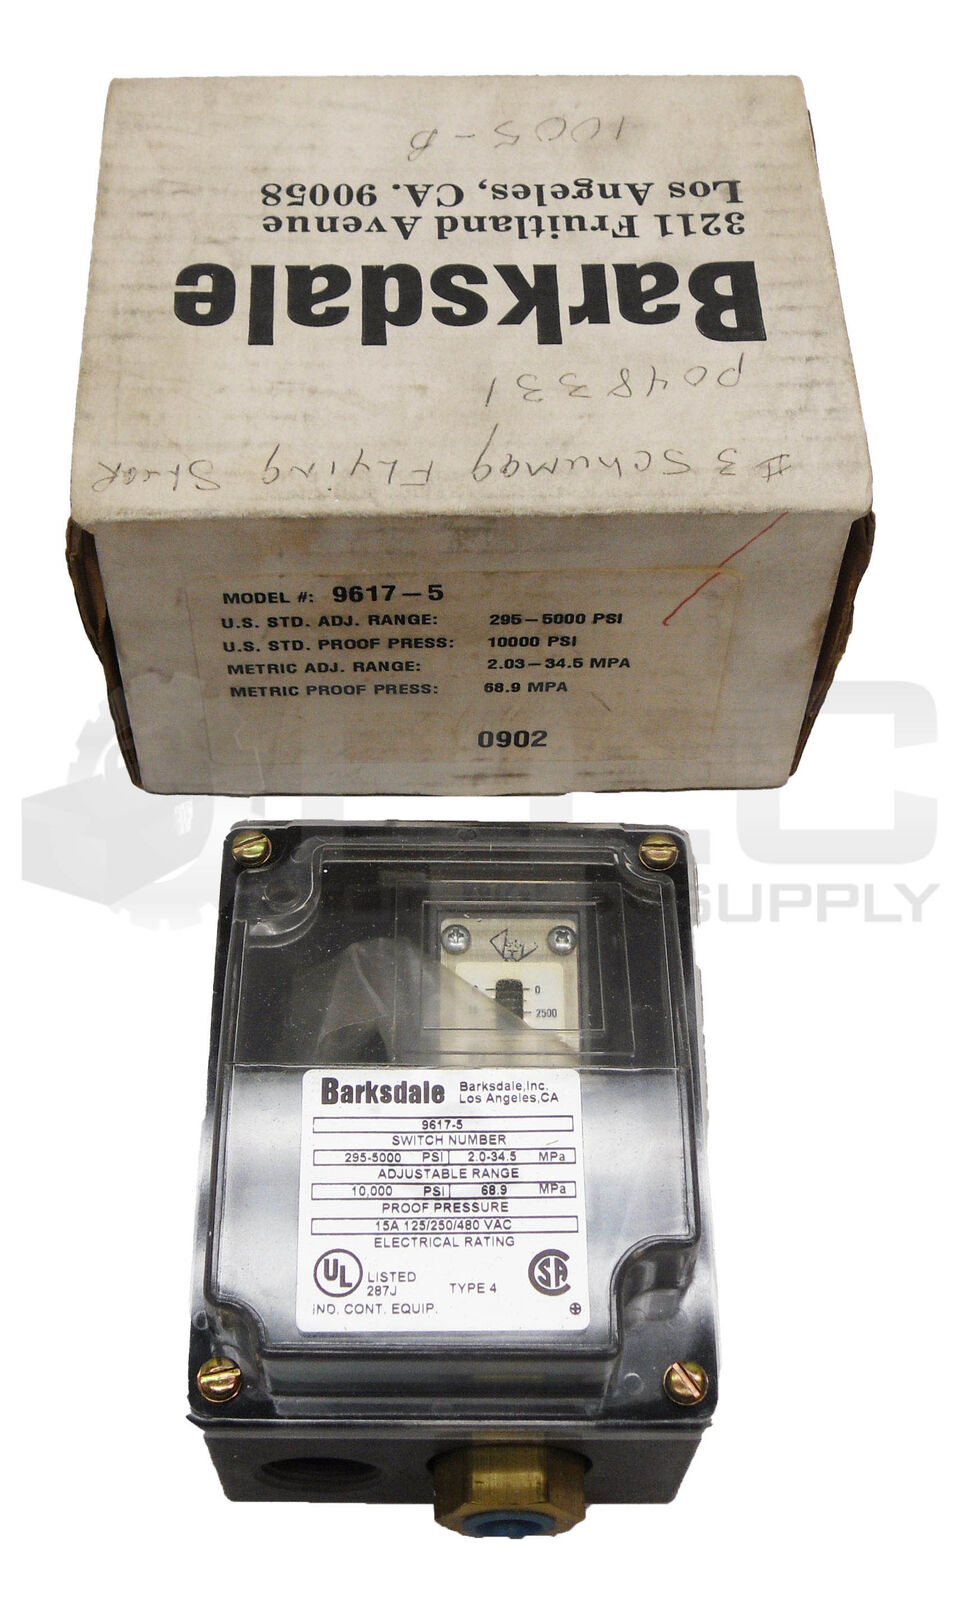 #3 Schumag Flying Shear
P048331
Barksdale
3211 Fruitland Avenue
Los Angeles, CA. 90058
1005-B
MODEL #: 9617-5
U.S. STD. ADJ. RANGE: 295-5000 PSI
U.S. STD. PROOF PRESS: 10000 PSI
METRIC ADJ. RANGE: 2.03-34.5 MPA
METRIC PROOF PRESS: 68.9 MPA
0902
SUPPLY
0
2500
Barksdale Barksdale,Inc.
Los Angeles,CA
9617-5
SWITCH NUMBER
295-5000 PSI 2.0-34.5 MPa
ADJUSTABLE RANGE
10,000 PSI 68.9 MPa
PROOF PRESSURE
15A 125/250/480 VAC
ELECTRICAL RATING
UL LISTED
287J TYPE 4 SA
IND. CONT. EQUIP.